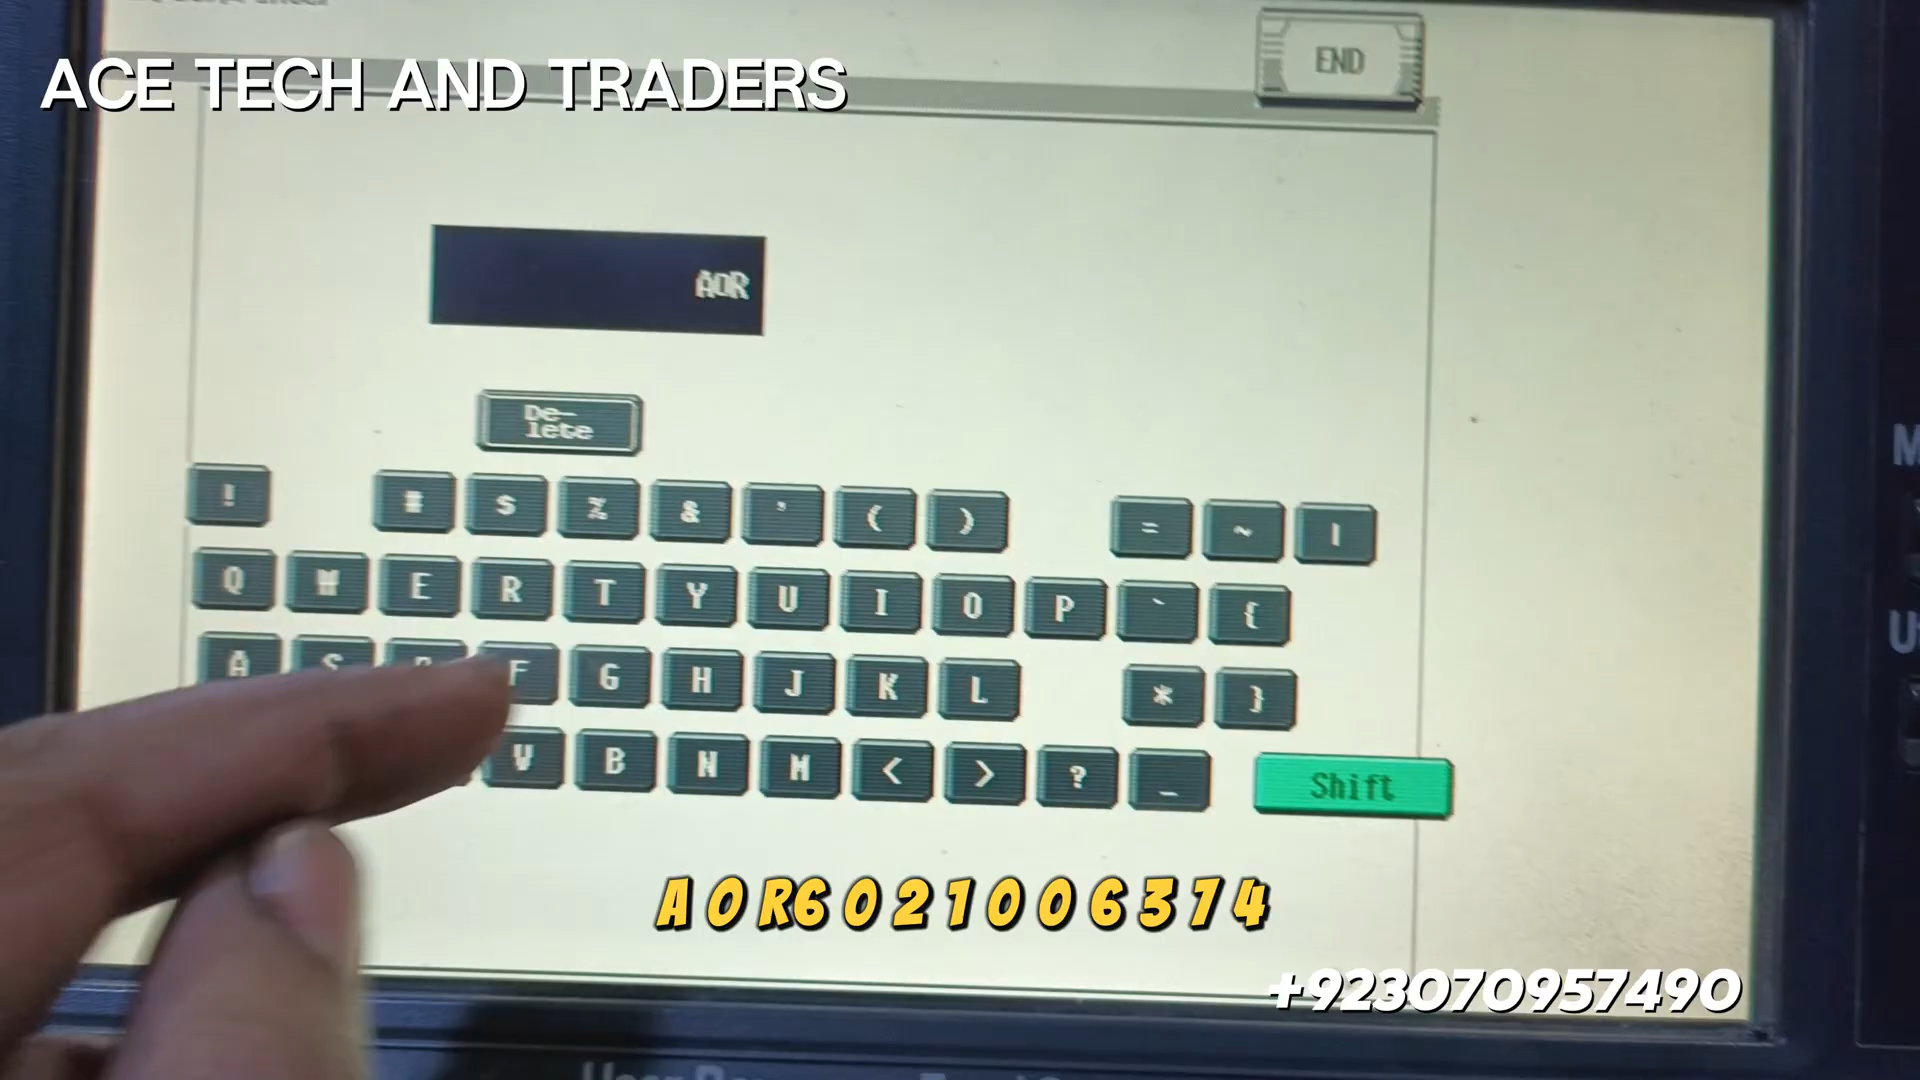 END
ACE TECH AND TRADERS
AOR
De-
lete
! # $ % & ' ( ) = ~ |
Q W E R T Y U I O P ` {
A S F G H J K L * }
V B N M < > ? _ Shift
A 0 R6 0 2 1 0 0 6 3 7 4
+923070957490